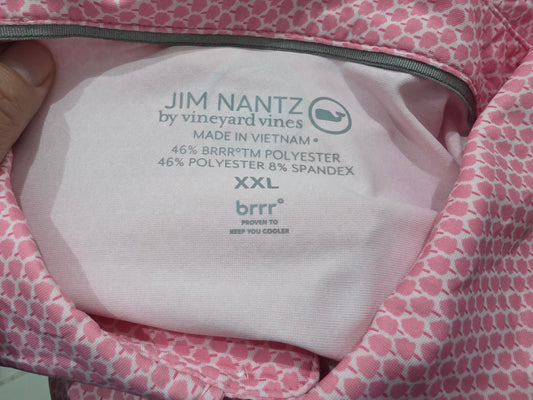 JIM NANTZ
by vineyard vines
MADE IN VIETNAM
46% BRRR°TM POLYESTER
46% POLYESTER 8% SPANDEX
XXL
brrr°
PROVEN TO
KEEP YOU COOLER